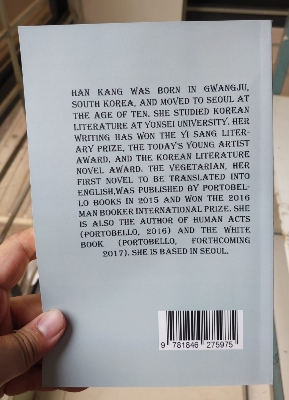 HAN KANG WAS BORN IN GWANGJU,
SOUTH KOREA, AND MOVED TO SEOUL AT
THE AGE OF TEN. SHE STUDIED KOREAN
LITERATURE AT YONSEI UNIVERSITY. HER
WRITING HAS WON THE YI SANG LITER-
ARY PRIZE, THE TODAY'S YOUNG ARTIST
AWARD, AND THE KOREAN LITERATURE
NOVEL AWARD. THE VEGETARIAN, HER
FIRST NOVEL TO BE TRANSLATED INTO
ENGLISH,WAS PUBLISHED BY PORTOBEL-
LO BOOKS IN 2015 AND WON THE 2016
MAN BOOKER INTERNATIONAL PRIZE. SHE
IS ALSO THE AUTHOR OF HUMAN ACTS
(PORTOBELLO, 2016) AND THE WHITE
BOOK (PORTOBELLO, FORTHCOMING
2017). SHE IS BASED IN SEOUL.
9 781846 275975